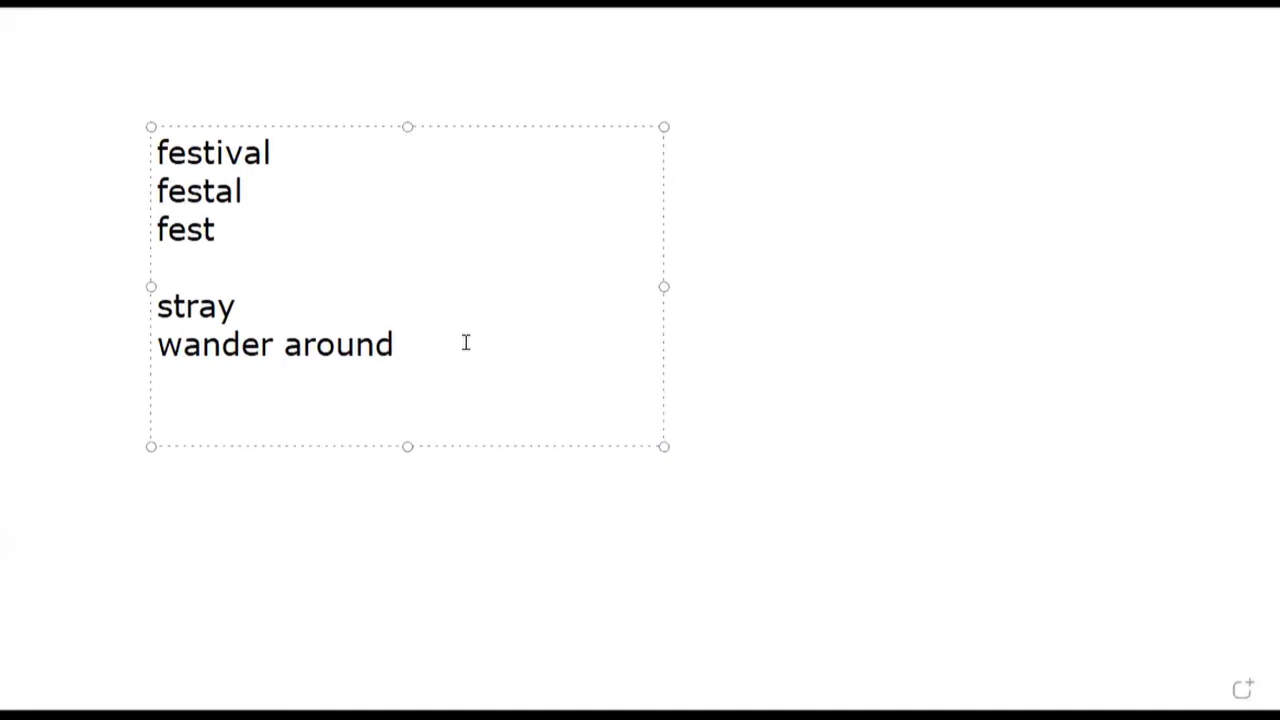 festival
festal
fest
stray
wander around